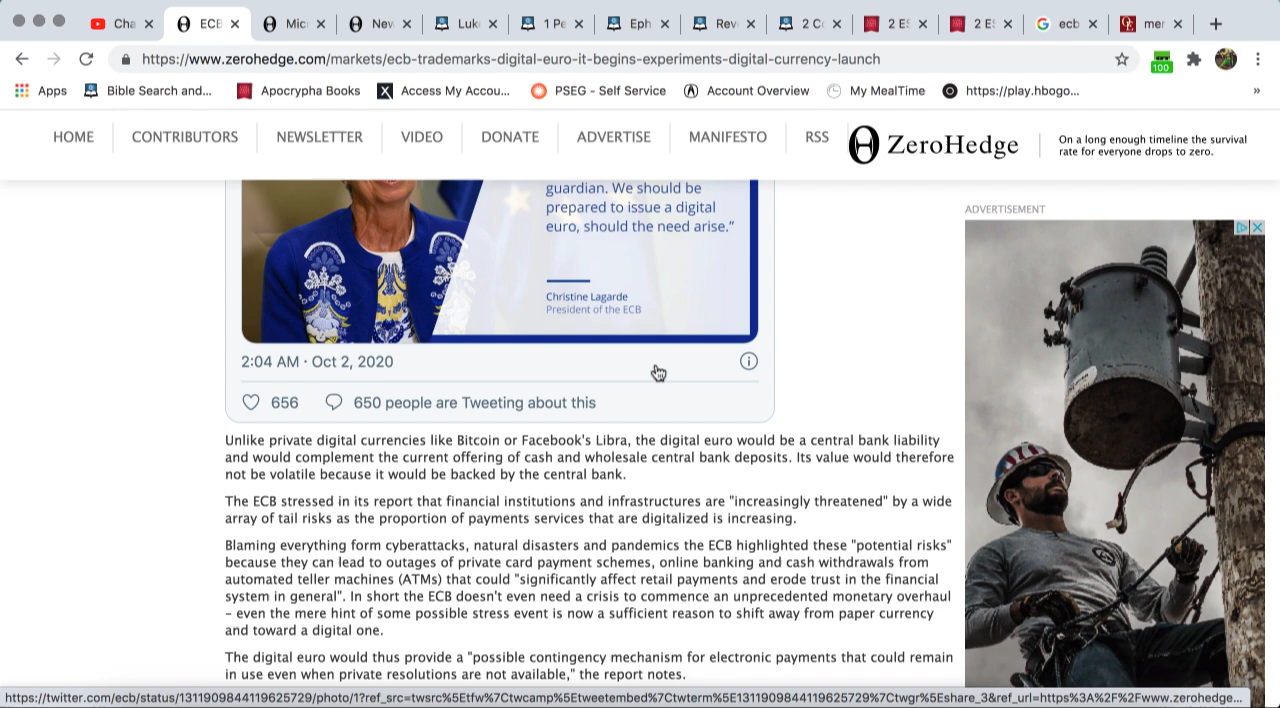 Cha
ECB
Mic
Nev
Luk
1 Pe
Eph
Rev
2 Co
2 ES
2 E
ecb
mer
https://www.zerohedge.com/markets/ecb-trademarks-digital-euro-it-begins-experiments-digital-currency-launch
100
Apps
Bible Search and...
Apocrypha Books
Access My Accou...
PSEG - Self Service
Account Overview
My MealTime
https://play.hbogo...
»
HOME
CONTRIBUTORS
NEWSLETTER
VIDEO
DONATE
ADVERTISE
MANIFESTO
RSS
ZeroHedge
On a long enough timeline the survival
rate for everyone drops to zero.
guardian. We should be
prepared to issue a digital
euro, should the need arise.”
Christine Lagarde
President of the ECB
2:04 AM · Oct 2, 2020
656
650 people are Tweeting about this
Unlike private digital currencies like Bitcoin or Facebook's Libra, the digital euro would be a central bank liability
and would complement the current offering of cash and wholesale central bank deposits. Its value would therefore
not be volatile because it would be backed by the central bank.
The ECB stressed in its report that financial institutions and infrastructures are "increasingly threatened" by a wide
array of tail risks as the proportion of payments services that are digitalized is increasing.
Blaming everything form cyberattacks, natural disasters and pandemics the ECB highlighted these "potential risks"
because they can lead to outages of private card payment schemes, online banking and cash withdrawals from
automated teller machines (ATMs) that could "significantly affect retail payments and erode trust in the financial
system in general". In short the ECB doesn't even need a crisis to commence an unprecedented monetary overhaul
– even the mere hint of some possible stress event is now a sufficient reason to shift away from paper currency
and toward a digital one.
The digital euro would thus provide a "possible contingency mechanism for electronic payments that could remain
in use even when private resolutions are not available," the report notes.
ADVERTISEMENT
https://twitter.com/ecb/status/1311909844119625729/photo/1?ref_src=twsrc%5Etfw%7Ctwcamp%5Etweetembed%7Ctwterm%5E1311909844119625729%7Ctwgr%5Eshare_3&ref_url=https%3A%2F%2Fwww.zerohedge...